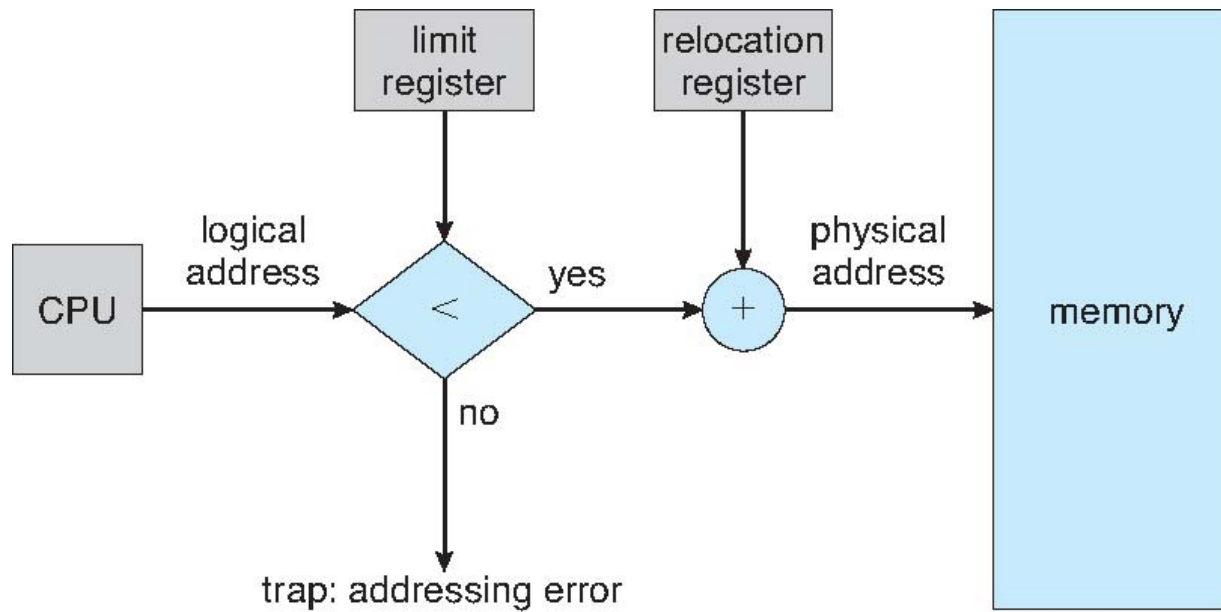 limit
register
relocation
register
logical
address
physical
address
CPU
<
yes
+
memory
no
trap: addressing error